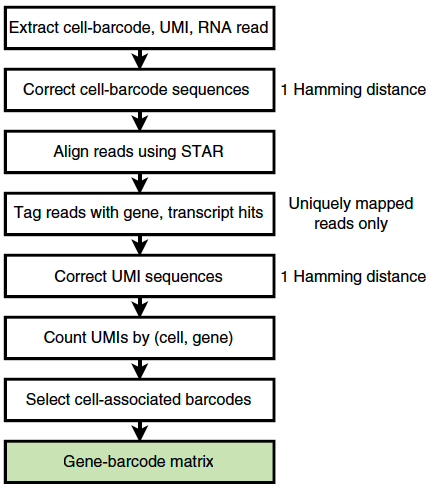 Extract cell-barcode, UMI, RNA read
Correct cell-barcode sequences
1 Hamming distance
Align reads using STAR
Tag reads with gene, transcript hits
Uniquely mapped
reads only
Correct UMI sequences
1 Hamming distance
Count UMIs by (cell, gene)
Select cell-associated barcodes
Gene-barcode matrix